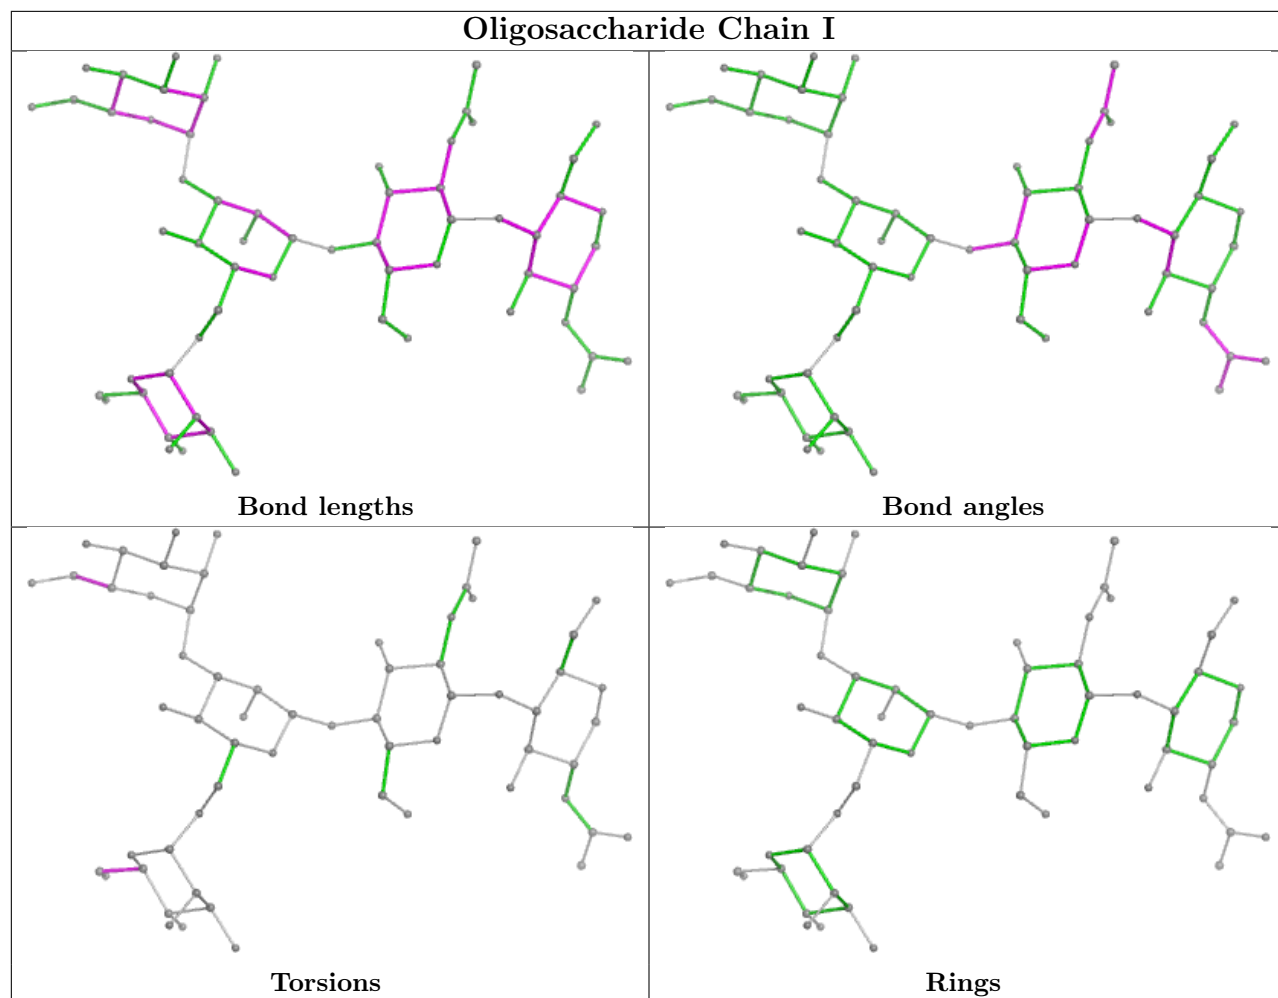 Oligosaccharide Chain I
Bond lengths
Bond angles
Torsions
Rings